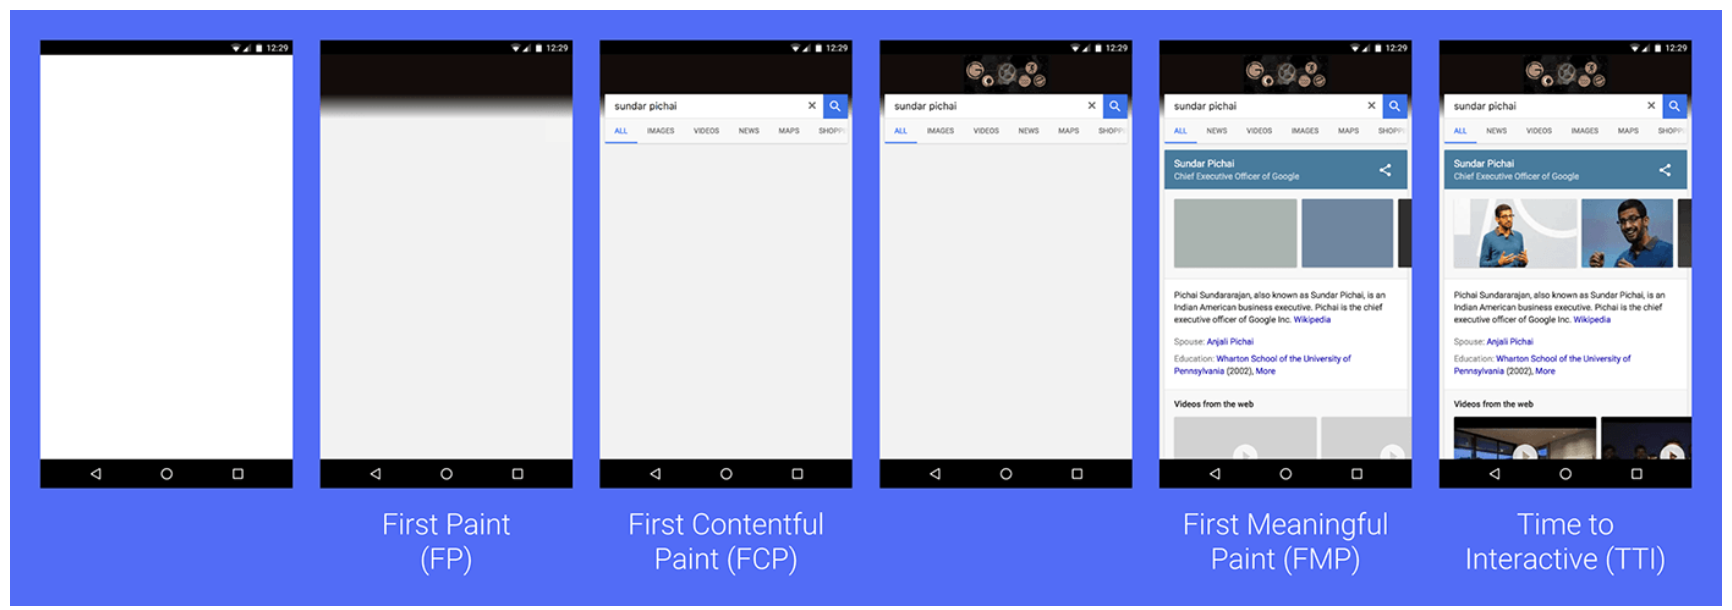 12:29
12:29
12:29
sundar pichai
ALL IMAGES VIDEOS NEWS MAPS SHOPP
12:29
sundar pichai
ALL IMAGES VIDEOS NEWS MAPS SHOPP
12:29
sundar pichai
ALL NEWS VIDEOS IMAGES MAPS SHOPP
Sundar Pichai
Chief Executive Officer of Google
Pichai Sundararajan, also known as Sundar Pichai, is an
Indian American business executive. Pichai is the chief
executive officer of Google Inc. Wikipedia
Spouse: Anjali Pichai
Education: Wharton School of the University of
Pennsylvania (2002), More
Videos from the web
12:29
sundar pichai
ALL NEWS VIDEOS IMAGES MAPS SHOPP
Sundar Pichai
Chief Executive Officer of Google
Pichai Sundararajan, also known as Sundar Pichai, is an
Indian American business executive. Pichai is the chief
executive officer of Google Inc. Wikipedia
Spouse: Anjali Pichai
Education: Wharton School of the University of
Pennsylvania (2002), More
Videos from the web
First Paint
(FP)
First Contentful
Paint (FCP)
First Meaningful
Paint (FMP)
Time to
Interactive (TTI)